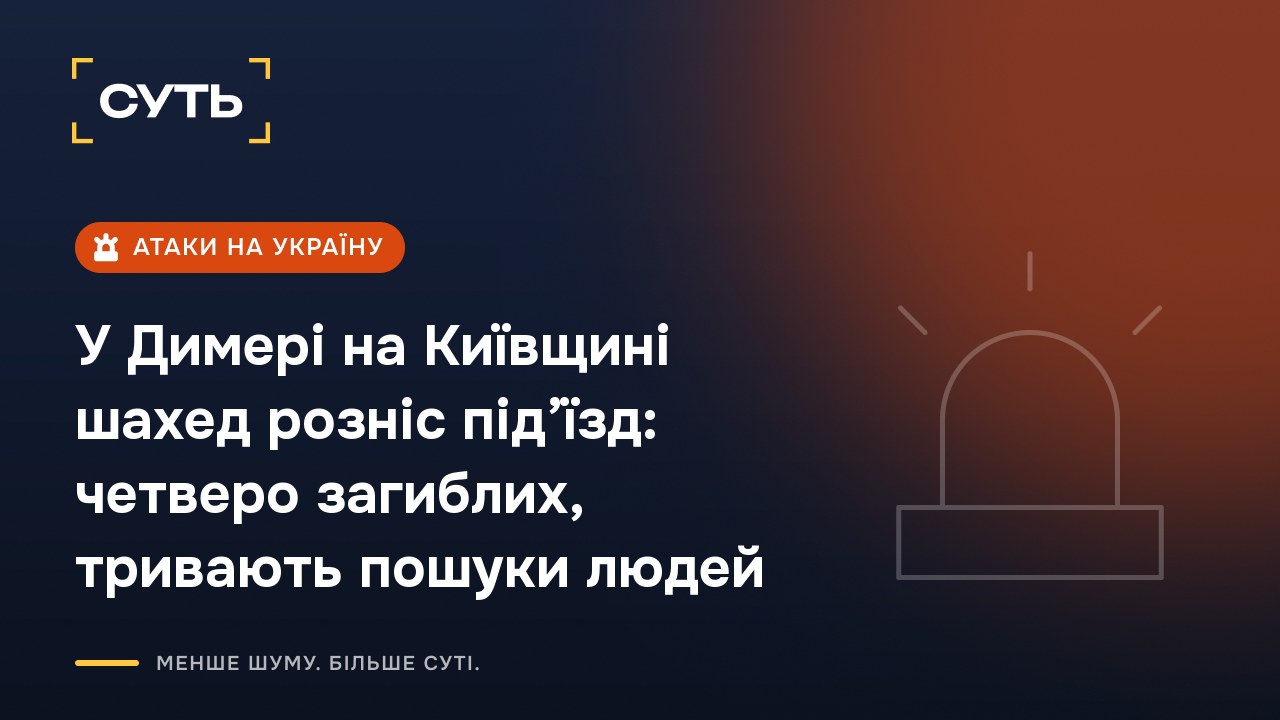 СУТЬ
АТАКИ НА УКРАЇНУ
У Димері на Київщині
шахед розніс під’їзд:
четверо загиблих,
тривають пошуки людей
МЕНШЕ ШУМУ. БІЛЬШЕ СУТІ.